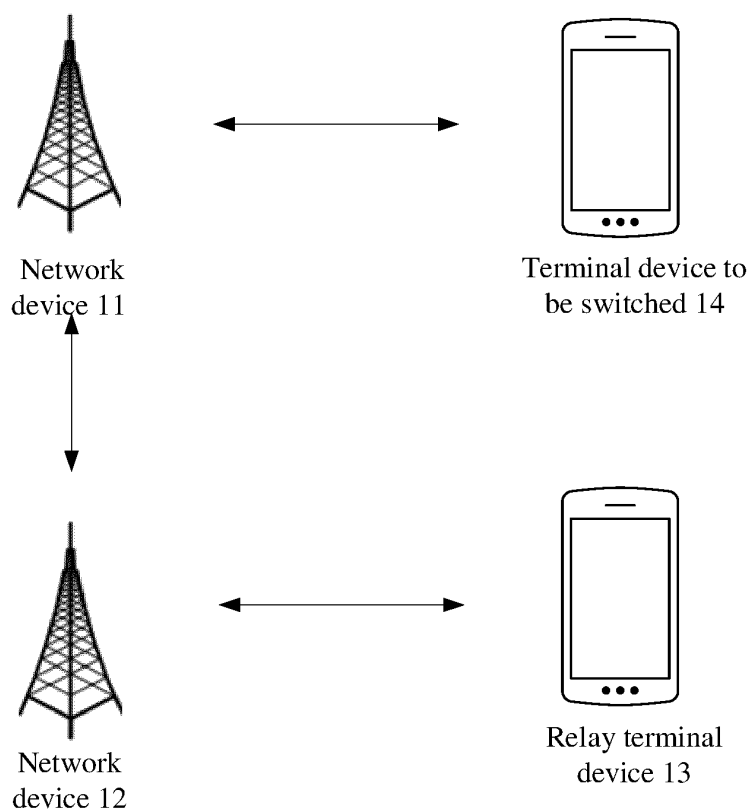 Network
device 11
Terminal device to
be switched 14
Network
device 12
Relay terminal
device 13